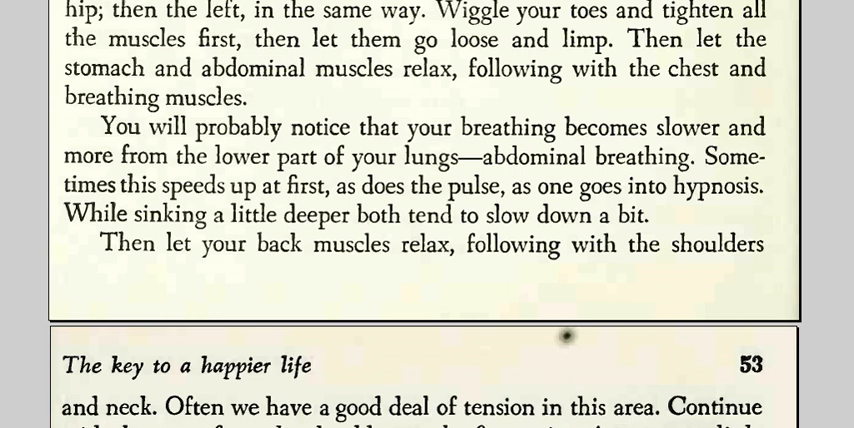 hip; then the left, in the same way. Wiggle your toes and tighten all
the muscles first, then let them go loose and limp. Then let the
stomach and abdominal muscles relax, following with the chest and
breathing muscles.
You will probably notice that your breathing becomes slower and
more from the lower part of your lungs—abdominal breathing. Some-
times this speeds up at first, as does the pulse, as one goes into hypnosis.
While sinking a little deeper both tend to slow down a bit.
Then let your back muscles relax, following with the shoulders
The key to a happier life 53
and neck. Often we have a good deal of tension in this area. Continue